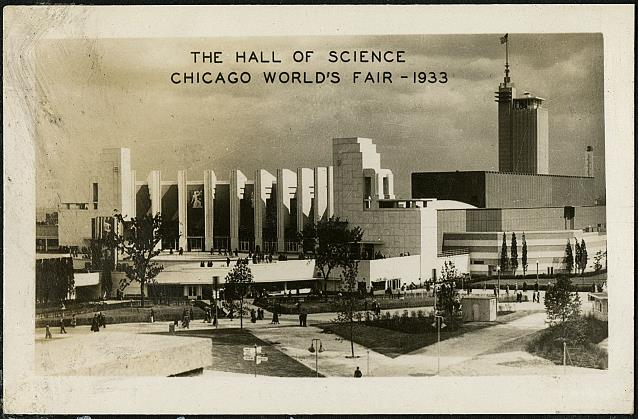 THE HALL OF SCIENCE
CHICAGO WORLD'S FAIR - 1933